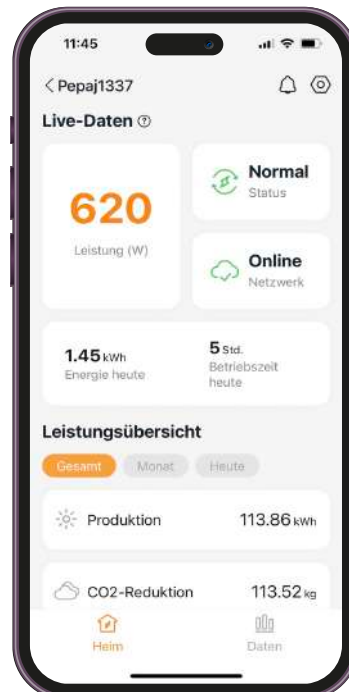 11:45
Pepaj1337
Live-Daten
620
Leistung (W)
Normal
Status
Online
Netzwerk
1.45 kWh
Energie heute
5 Std.
Betriebszeit
heute
Leistungsübersicht
Gesamt Monat Heute
Produktion 113.86 kWh
CO2-Reduktion 113.52 kg
Heim Daten